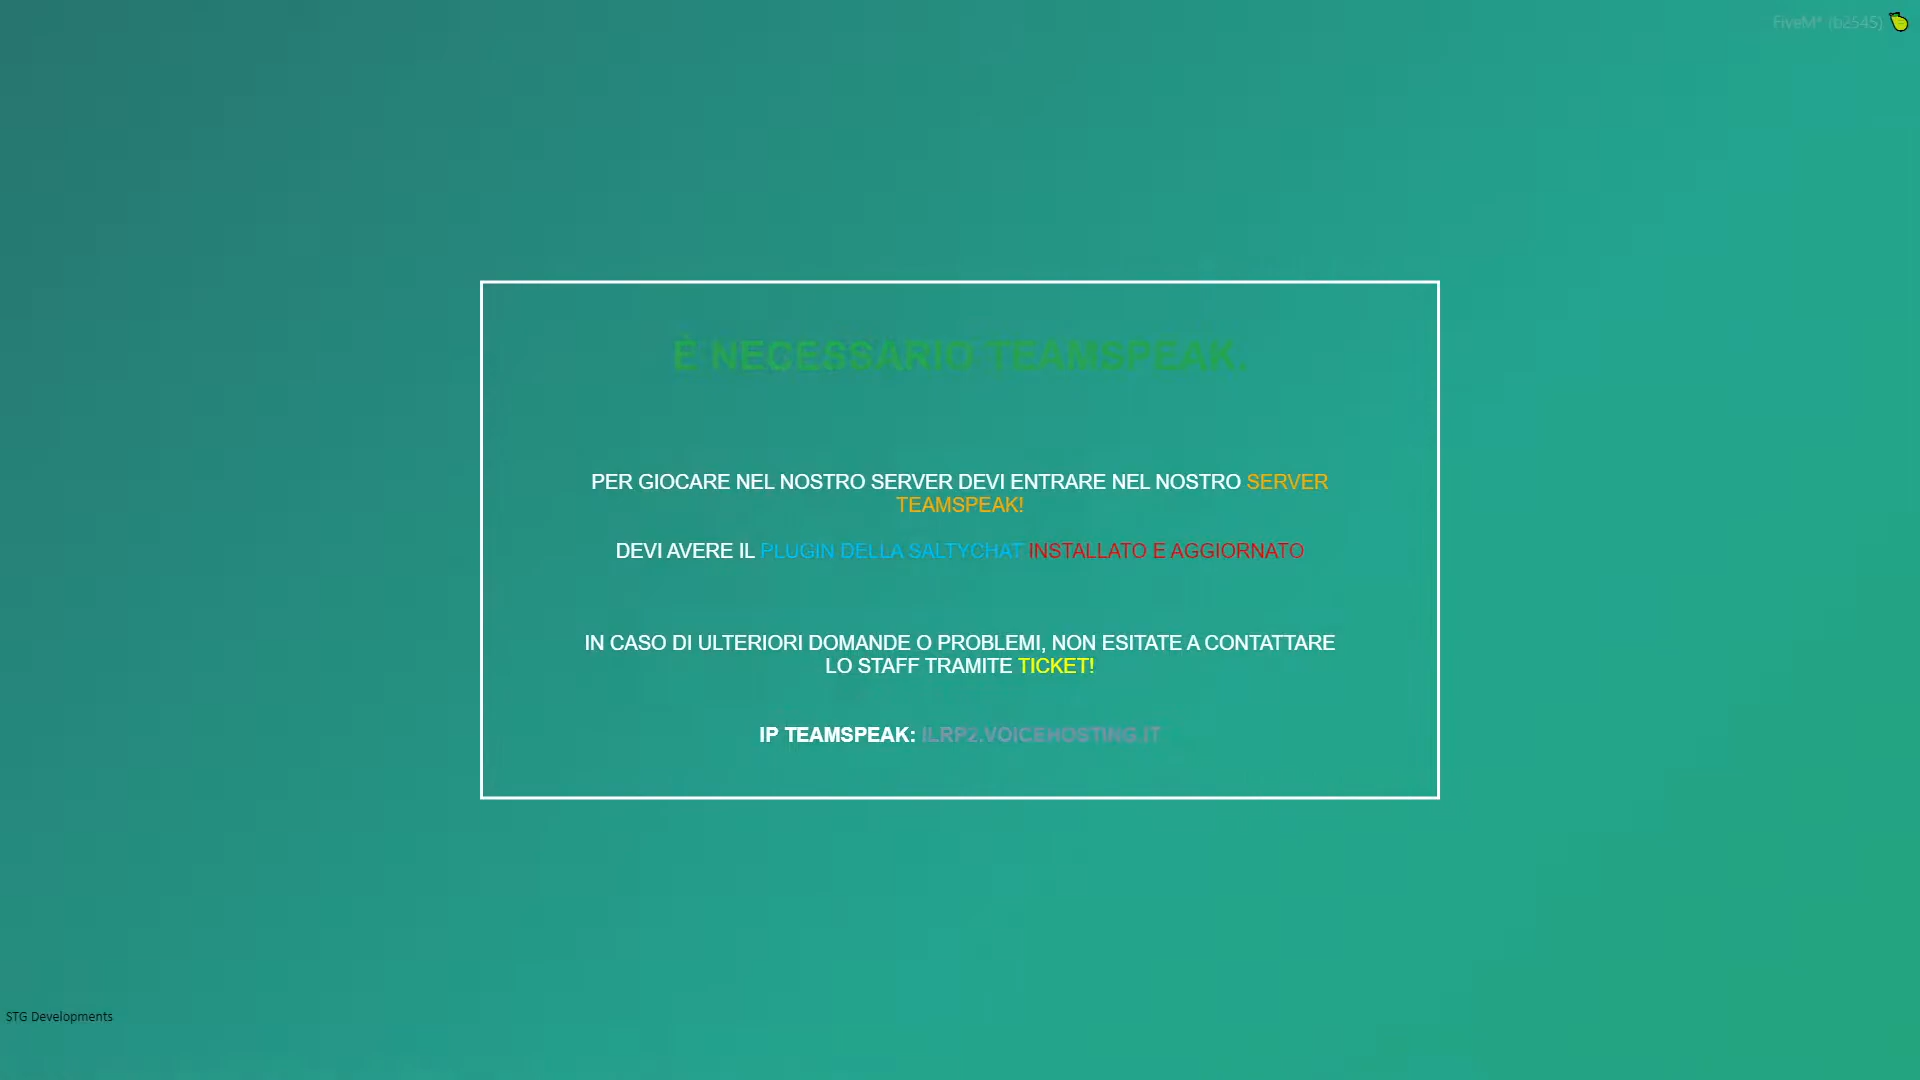 FiveM* (b2545)
È NECESSARIO TEAMSPEAK.
PER GIOCARE NEL NOSTRO SERVER DEVI ENTRARE NEL NOSTRO SERVER
TEAMSPEAK!
DEVI AVERE IL PLUGIN DELLA SALTYCHAT INSTALLATO E AGGIORNATO
IN CASO DI ULTERIORI DOMANDE O PROBLEMI, NON ESITATE A CONTATTARE
LO STAFF TRAMITE TICKET!
IP TEAMSPEAK: ILRP2.VOICEHOSTING.IT
STG Developments